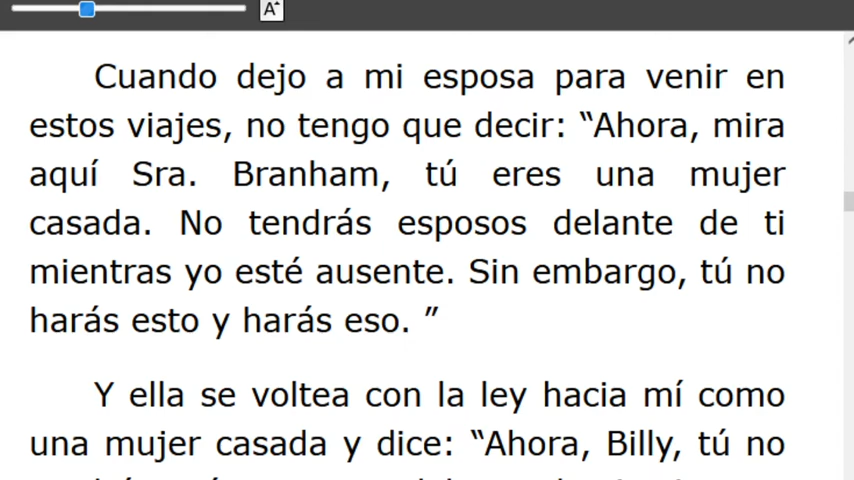 A
Cuando dejo a mi esposa para venir en
estos viajes, no tengo que decir: “Ahora, mira
aquí Sra. Branham, tú eres una mujer
casada. No tendrás esposos delante de ti
mientras yo esté ausente. Sin embargo, tú no
harás esto y harás eso. ”
Y ella se voltea con la ley hacia mí como
una mujer casada y dice: “Ahora, Billy, tú no